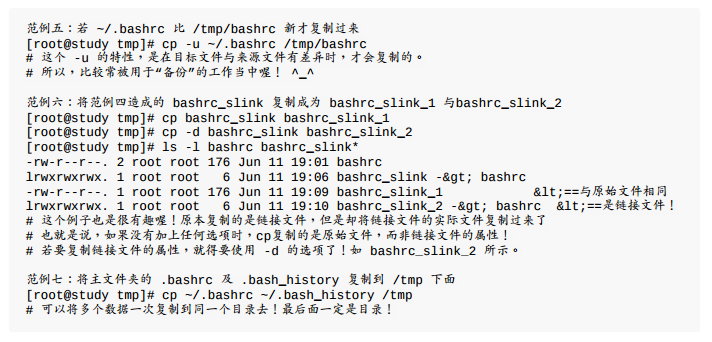 范例五：若 ~/.bashrc 比 /tmp/bashrc 新才复制过来
[root@study tmp]# cp -u ~/.bashrc /tmp/bashrc
# 这个 -u 的特性，是在目标文件与来源文件有差异时，才会复制的。
# 所以，比较常被用于“备份”的工作当中喔！ ^_^
范例六：将范例四造成的 bashrc_slink 复制成为 bashrc_slink_1 与bashrc_slink_2
[root@study tmp]# cp bashrc_slink bashrc_slink_1
[root@study tmp]# cp -d bashrc_slink bashrc_slink_2
[root@study tmp]# ls -l bashrc bashrc_slink*
-rw-r--r--. 2 root root 176 Jun 11 19:01 bashrc
lrwxrwxrwx. 1 root root   6 Jun 11 19:06 bashrc_slink -&gt; bashrc
-rw-r--r--. 1 root root 176 Jun 11 19:09 bashrc_slink_1            &lt;==与原始文件相同
lrwxrwxrwx. 1 root root   6 Jun 11 19:10 bashrc_slink_2 -&gt; bashrc  &lt;==是链接文件！
# 这个例子也是很有趣喔！原本复制的是链接文件，但是却将链接文件的实际文件复制过来了
# 也就是说，如果没有加上任何选项时，cp复制的是原始文件，而非链接文件的属性！
# 若要复制链接文件的属性，就得要使用 -d 的选项了！如 bashrc_slink_2 所示。
范例七：将主文件夹的 .bashrc 及 .bash_history 复制到 /tmp 下面
[root@study tmp]# cp ~/.bashrc ~/.bash_history /tmp
# 可以将多个数据一次复制到同一个目录去！最后面一定是目录！